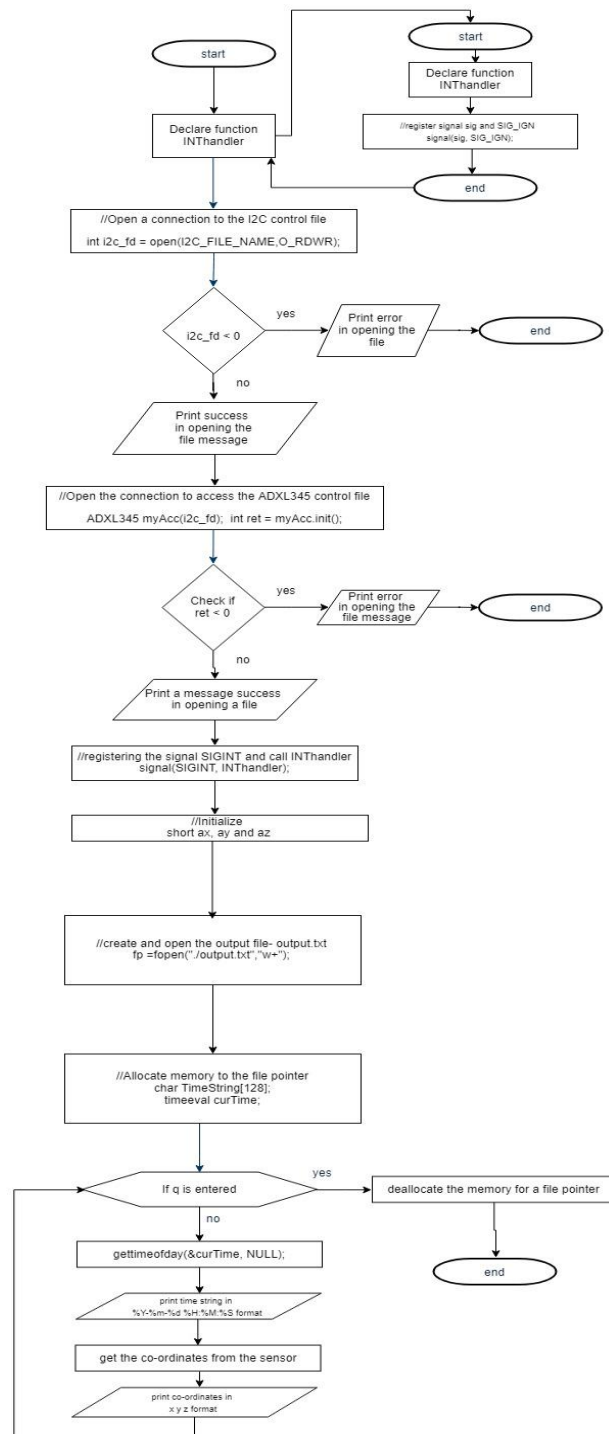 start
Declare function
INThandler
start
Declare function
INThandler
//register signal sig and SIG_IGN
signal(sig, SIG_IGN);
end
//Open a connection to the I2C control file
int i2c_fd = open(I2C_FILE_NAME,O_RDWR);
i2c_fd < 0
yes
Print error
in opening the
file
end
no
Print success
in opening the
file message
//Open the connection to access the ADXL345 control file
ADXL345 myAcc(i2c_fd); int ret = myAcc.init();
Check if
ret < 0
yes
Print error
in opening the
file message
end
no
Print a message success
in opening a file
//registering the signal SIGINT and call INThandler
signal(SIGINT, INThandler);
//Initialize
short ax, ay and az
//create and open the output file- output.txt
fp =fopen("./output.txt","w+");
//Allocate memory to the file pointer
char TimeString[128];
timeeval curTime;
If q is entered
yes
deallocate the memory for a file pointer
end
no
gettimeofday(&curTime, NULL);
print time string in
%Y-%m-%d %H:%M:%S format
get the co-ordinates from the sensor
print co-ordinates in
x y z format